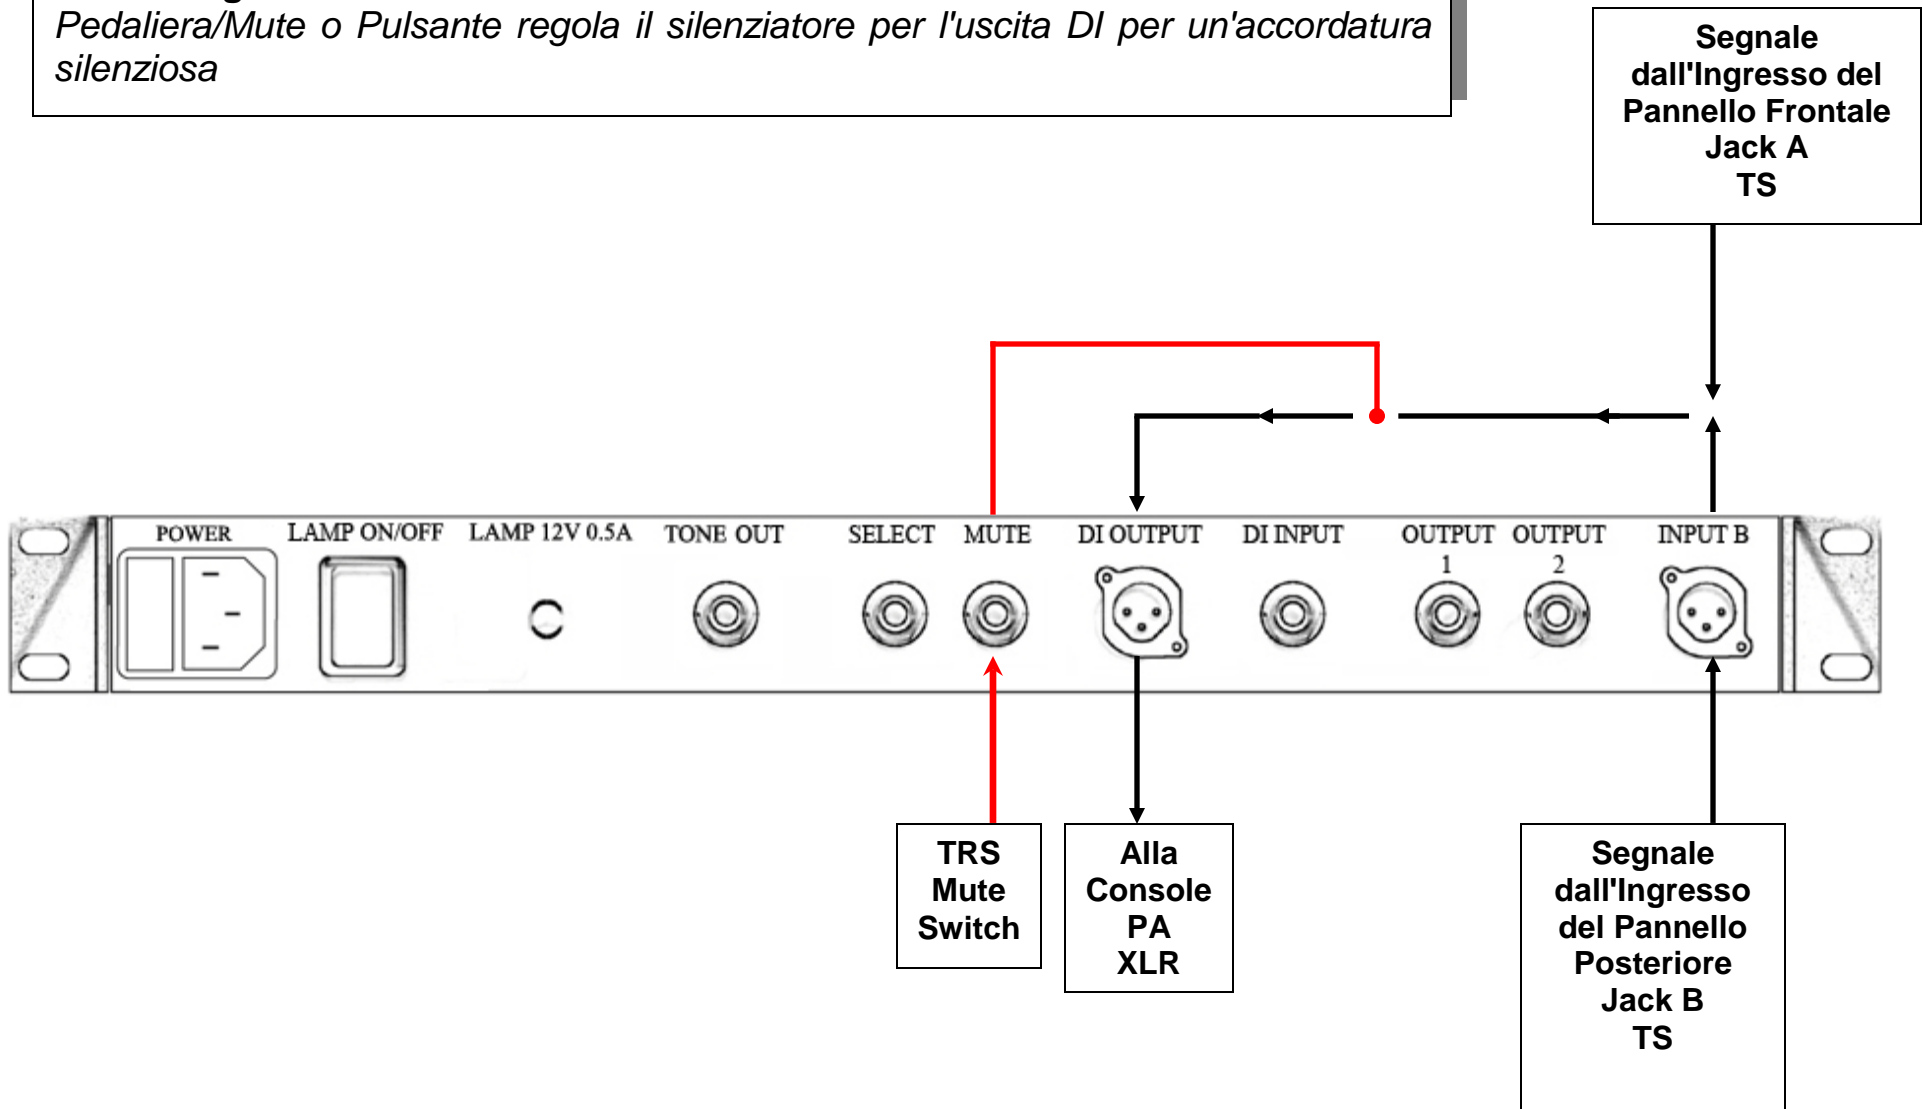 Pedaliera/Mute o Pulsante regola il silenziatore per l'uscita DI per un'accordatura
silenziosa
Segnale
dall'Ingresso del
Pannello Frontale
Jack A
TS
POWER
LAMP ON/OFF
LAMP 12V 0.5A
TONE OUT
SELECT
MUTE
DI OUTPUT
DI INPUT
OUTPUT
1
OUTPUT
2
INPUT B
TRS
Mute
Switch
Alla
Console
PA
XLR
Segnale
dall'Ingresso
del Pannello
Posteriore
Jack B
TS